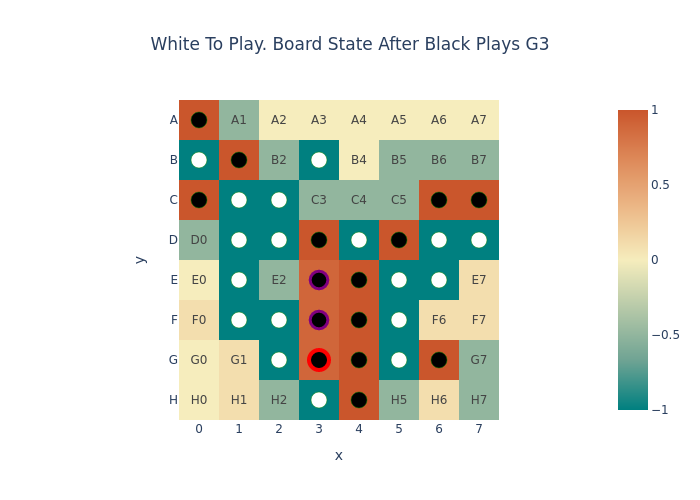 White To Play. Board State After Black Plays G3
A A1 A2 A3 A4 A5 A6 A7
B B2 B4 B5 B6 B7
C C3 C4 C5
D D0
E E0 E2 E7
F F0 F6 F7
G G0 G1 G7
H H0 H1 H2 H5 H6 H7
0 1 2 3 4 5 6 7
x
y
1
0.5
0
−0.5
−1